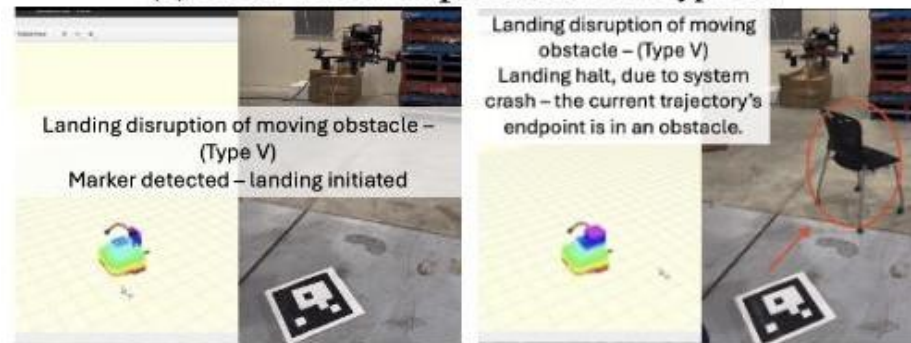 Landing disruption of moving obstacle –
(Type V)
Marker detected – landing initiated
Landing disruption of moving
obstacle – (Type V)
Landing halt, due to system
crash – the current trajectory's
endpoint is in an obstacle.